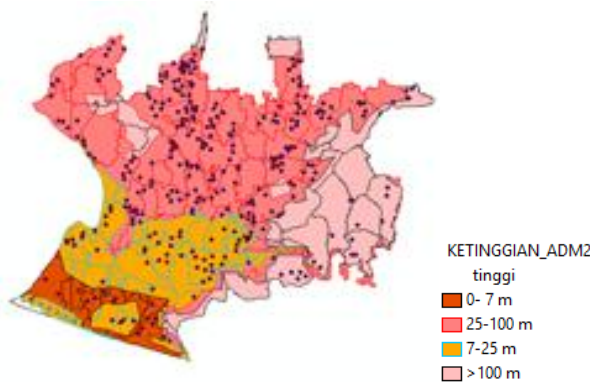 KETINGGIAN_ADM2
tinggi
0- 7 m
25-100 m
7-25 m
>100 m